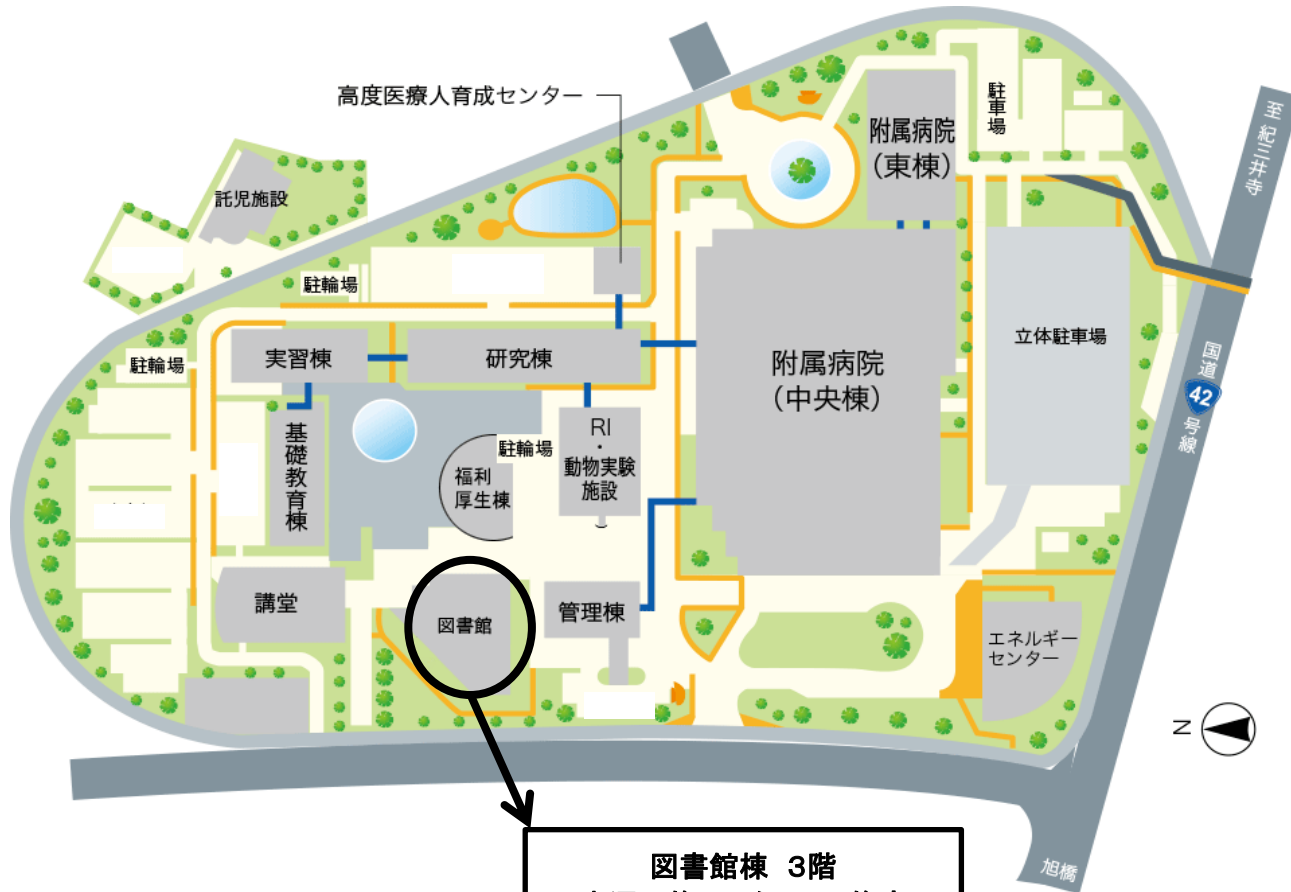 高度医療人育成センター
附属病院
（東棟）
駐車場
至 紀三井寺
託児施設
駐輪場
駐輪場
実習棟
研究棟
附属病院
（中央棟）
立体駐車場
国道
42
号線
基礎教育棟
福利
厚生棟
駐輪場
RI
・
動物実験
施設
講堂
図書館
管理棟
エネルギー
センター
N
図書館棟 3階
旭橋